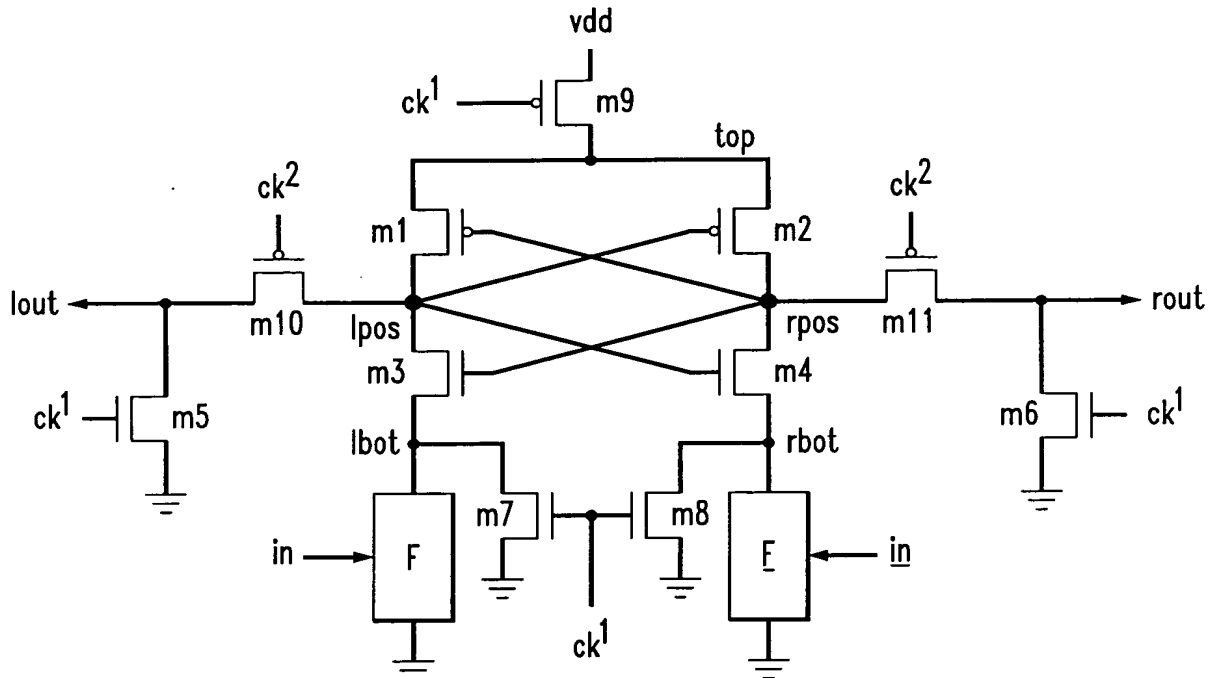 vdd
ck1
m9
top
ck2
ck2
m1
m2
lout
m10
lpos
rpos
m11
rout
m3
m4
ck1
m5
m6
ck1
lbot
rbot
m7
m8
in
F
F
in
ck1